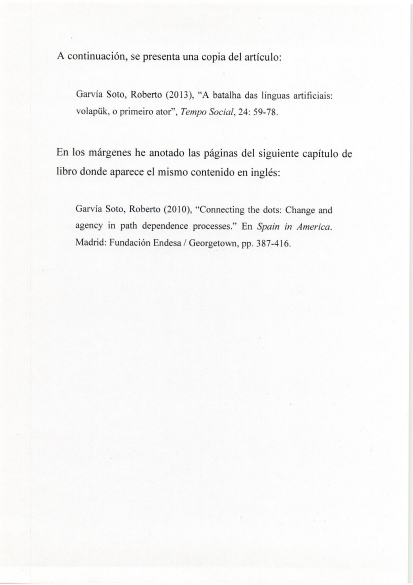 A continuación, se presenta una copia del artículo:
Garvía Soto, Roberto (2013), “A batalha das linguas artificiais:
volapük, o primeiro ator”, Tempo Social, 24: 59-78.
En los márgenes he anotado las páginas del siguiente capítulo de
libro donde aparece el mismo contenido en inglés:
Garvía Soto, Roberto (2010), “Connecting the dots: Change and
agency in path dependence processes.” En Spain in America.
Madrid: Fundación Endesa / Georgetown, pp. 387-416.